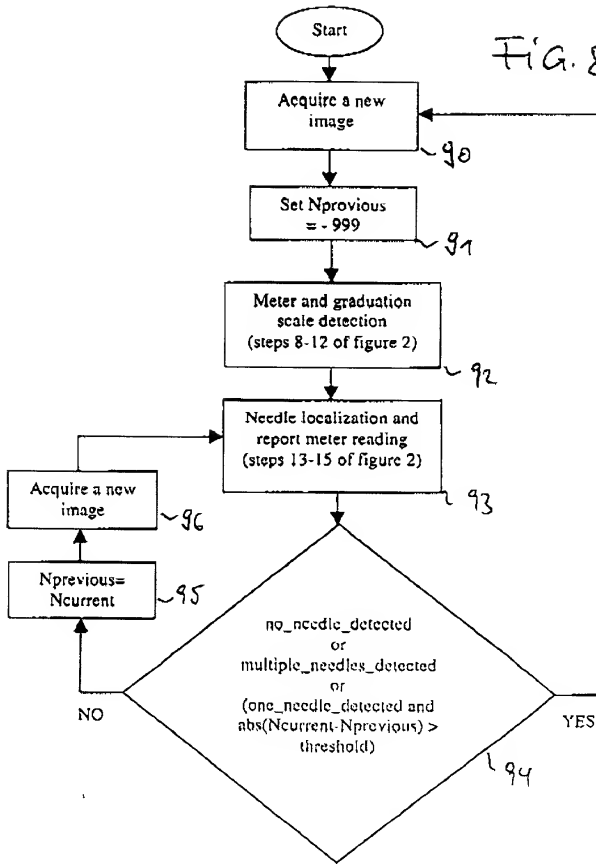 Start
FiG. 8
Acquire a new
image
90
Set Nprovious
= - 999
91
Meter and graduation
scale detection
(steps 8-12 of figure 2)
92
Needle localization and
report meter reading
(steps 13-15 of figure 2)
93
Acquire a new
image
96
Nprevious=
Ncurrent
95
no_needle_detected
or
multiple_needles_detected
or
(one_needle_detected and
abs(Ncurrent-Nprevious) >
threshold)
NO
YES
94